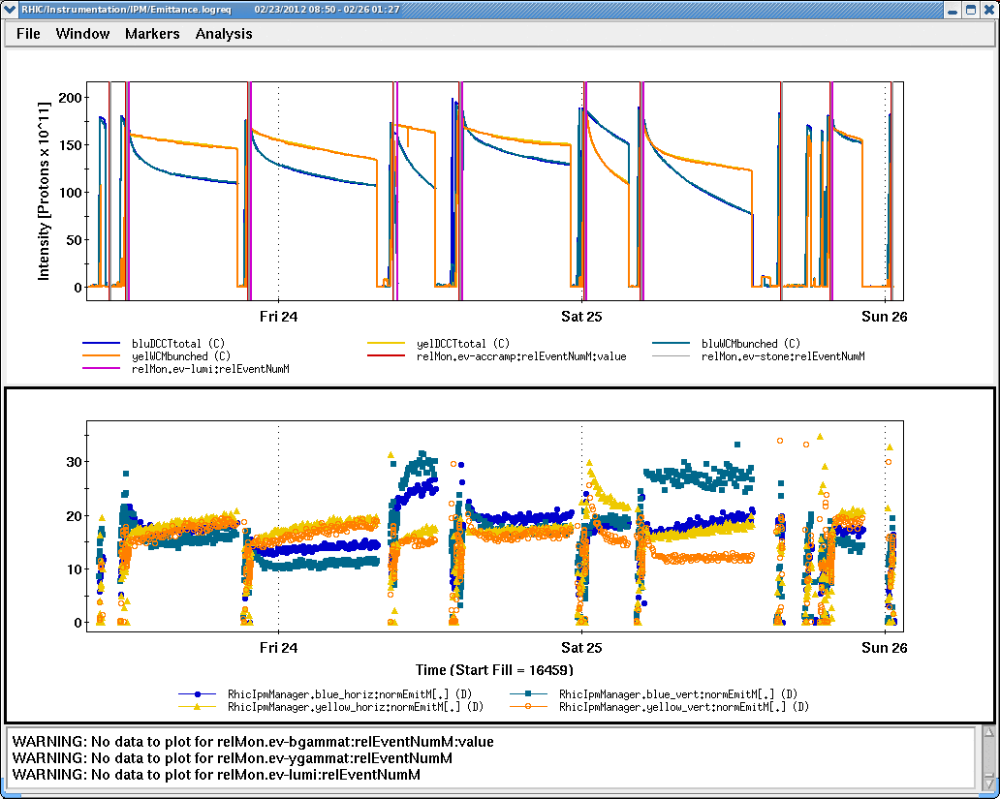 RHIC/Instrumentation/IPM/Emittance.logreq 02/23/2012 08:50 - 02/26 01:27
File Window Markers Analysis
Intensity [Protons x 10^11]
200
150
100
50
0
Fri 24 Sat 25 Sun 26
bluDCCTtotal (C) yelDCCTtotal (C) bluWCMbunched (C)
yelWCMbunched (C) relMon.ev-accramp:relEventNumM:value relMon.ev-stone:relEventNumM
relMon.ev-lumi:relEventNumM
30
20
10
0
Fri 24 Sat 25 Sun 26
Time (Start Fill = 16459)
RhicIpmManager.blue_horiz:normEmitM[.] (D) RhicIpmManager.blue_vert:normEmitM[.] (D)
RhicIpmManager.yellow_horiz:normEmitM[.] (D) RhicIpmManager.yellow_vert:normEmitM[.] (D)
WARNING: No data to plot for relMon.ev-bgammat:relEventNumM:value
WARNING: No data to plot for relMon.ev-ygammat:relEventNumM
WARNING: No data to plot for relMon.ev-lumi:relEventNumM